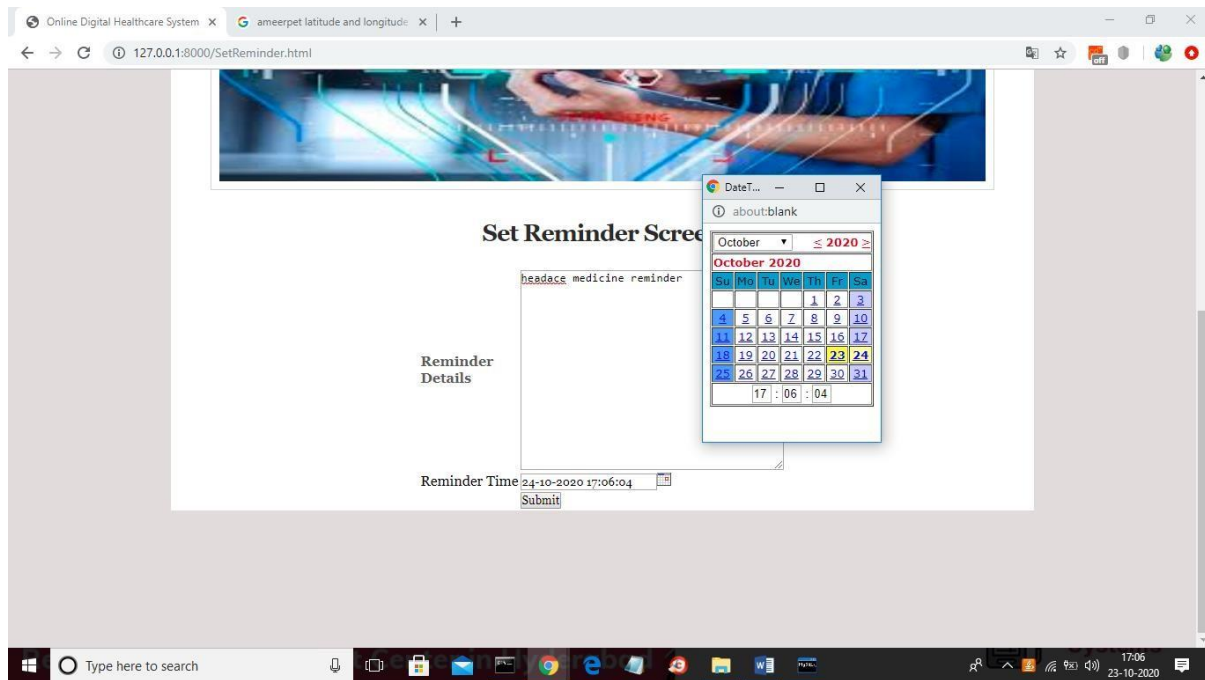 Online Digital Healthcare System
ameerpet latitude and longitude
127.0.0.1:8000/SetReminder.html
off
DateT...
about:blank
Set Reminder Scree
October
≤ 2020 ≥
October 2020
Su Mo Tu We Th Fr Sa
1 2 3
4 5 6 7 8 9 10
11 12 13 14 15 16 17
18 19 20 21 22 23 24
25 26 27 28 29 30 31
17 : 06 : 04
headace medicine reminder
Reminder
Details
Reminder Time 24-10-2020 17:06:04
Submit
Type here to search
17:06
23-10-2020